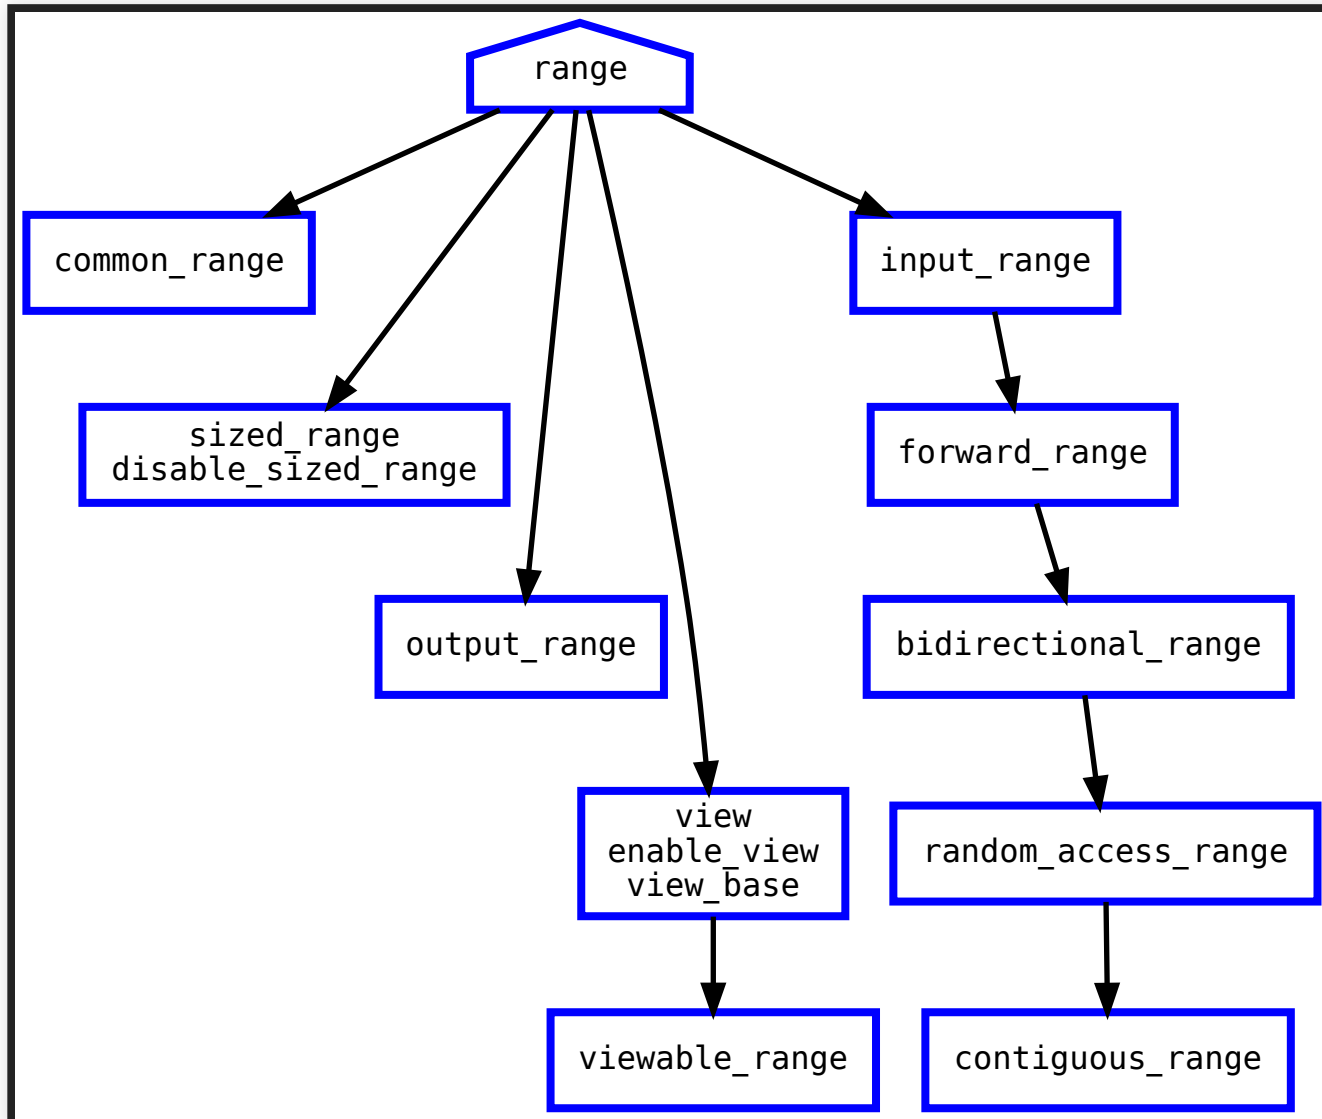 range
common_range
input_range
sized_range
disable_sized_range
forward_range
output_range
bidirectional_range
view
enable_view
view_base
random_access_range
viewable_range
contiguous_range